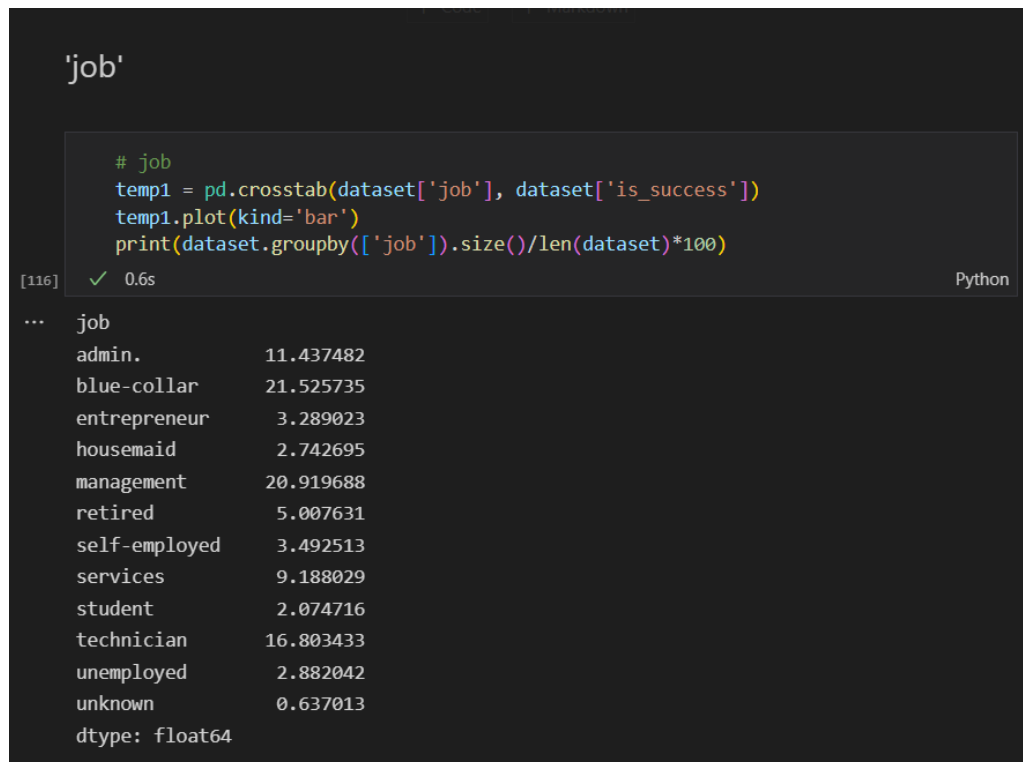 + Code + Markdown
'job'
# job
temp1 = pd.crosstab(dataset['job'], dataset['is_success'])
temp1.plot(kind='bar')
print(dataset.groupby(['job']).size()/len(dataset)*100)
[116] ✓ 0.6s Python
... job
admin. 11.437482
blue-collar 21.525735
entrepreneur 3.289023
housemaid 2.742695
management 20.919688
retired 5.007631
self-employed 3.492513
services 9.188029
student 2.074716
technician 16.803433
unemployed 2.882042
unknown 0.637013
dtype: float64